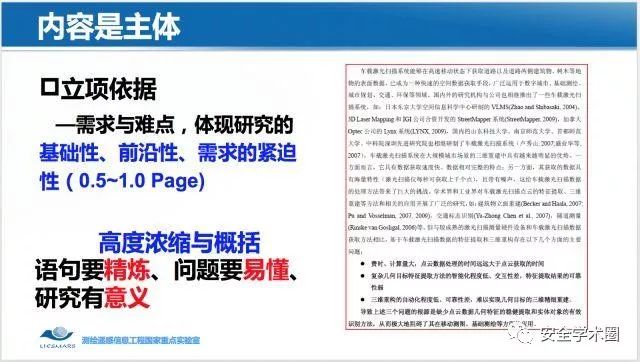 内容是主体
立项依据
—需求与难点，体现研究的
基础性、前沿性、需求的紧迫
性（0.5~1.0 Page）
高度浓缩与概括
语句要精炼、问题要易懂、
研究有意义
车载激光扫描系统能够在高速移动状态下获取道路以及道路两侧建筑物、树木等地
物的表面数据，已成为一种快速的空间数据获取手段，广泛运用于数字城市、基础测绘、
城市规划、交通、环保等领域。国内外的研究机构与公司也相继推出了一些车载激光扫
描系统，如：日本东京大学空间信息科学中心研制的 VLMS(Zhao and Shibasaki, 2004)、
3D Laser Mapping 和 IGI 公司合资开发的 StreetMapper 系统(StreetMapper, 2009)、加拿大
Optec 公司的 Lynx 系统(LYNX, 2009)。国内的山东科技大学、南京师范大学、首都师范
大学、中科院深圳先进研究院也相继研制了车载激光扫描系统（卢秀山, 2007;盛业华等,
2007）。车载激光扫描系统在大规模城市场景的三维重建中具有越来越明显的优势。一
方面而言，它具有数据获取速度快、数据相对完整的特点；另一方面，其获取的数据具
有海量特性（激光扫描仪每秒可获取上千个点），且带有噪声，这给车载激光扫描数据
的处理方法带来了巨大的挑战。学术界和工业界对车载激光扫描点云的特征提取、三维
重建等方法和相关的应用开展了广泛的研究，如：建筑物立面重建(Becker and Haala, 2007;
Pu and Vosselman, 2007, 2009)、交通标志识别(Yu-Zhong Chen et al., 2007)、隧道测量
(Rinske van Gosligal, 2006)等。但与较成熟的激光扫描测量硬件设备和车载激光扫描数据
获取方法相比，基于车载激光扫描数据的特征提取和三维重构存在以下几个方面的主要
问题：
● 费时、计算量大，点云数据处理的时间远远大于点云获取的时间
● 复杂几何目标特征提取方法的智能化程度低、交互性差，特征提取结果的可靠
性弱
● 三维重构的自动化程度低、可靠性差，难以实现几何目标的三维精细重建。
导致上述三个问题的根源是缺少点云数据几何特征的稳健提取和实体对象的有效
识别方法，从而极大地阻碍了其在移动测图、基础测绘等方
LIESMARS
测绘遥感信息工程国家重点实验室
安全学术圈